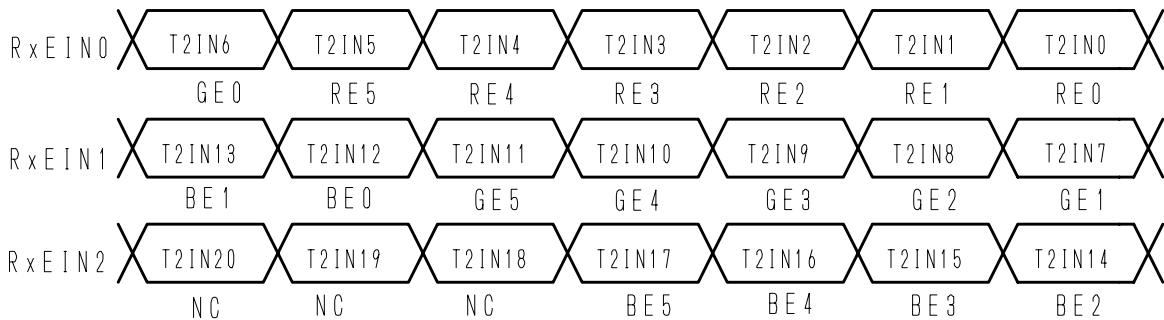 RxEIN0 T2IN6 T2IN5 T2IN4 T2IN3 T2IN2 T2IN1 T2IN0
GE0 RE5 RE4 RE3 RE2 RE1 RE0
RxEIN1 T2IN13 T2IN12 T2IN11 T2IN10 T2IN9 T2IN8 T2IN7
BE1 BE0 GE5 GE4 GE3 GE2 GE1
RxEIN2 T2IN20 T2IN19 T2IN18 T2IN17 T2IN16 T2IN15 T2IN14
NC NC NC BE5 BE4 BE3 BE2